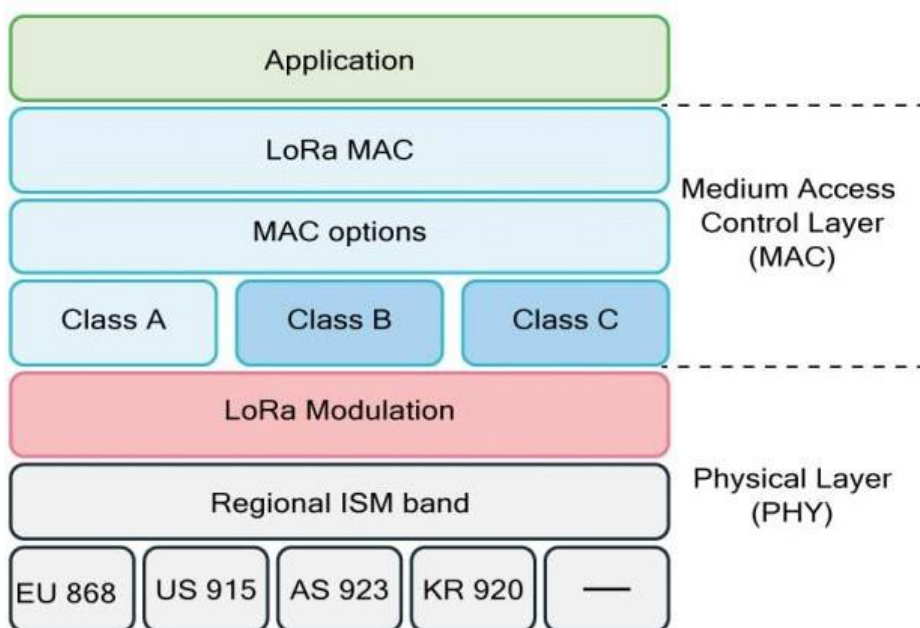 Application
LoRa MAC
MAC options
Class A
Class B
Class C
Medium Access
Control Layer
(MAC)
LoRa Modulation
Regional ISM band
EU 868
US 915
AS 923
KR 920
—
Physical Layer
(PHY)